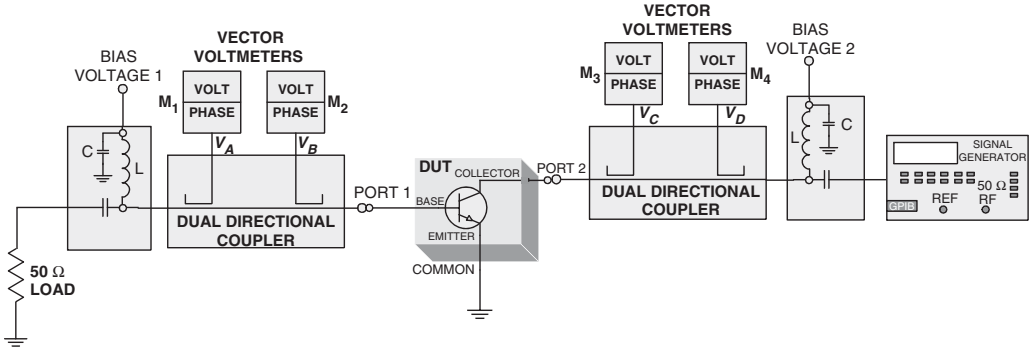 VECTOR
VOLTMETERS
BIAS
VOLTAGE 1
M1
VOLT
PHASE
VOLT
PHASE
M2
VA
VB
C
L
DUAL DIRECTIONAL
COUPLER
PORT 1
50 Ω
LOAD
DUT
COLLECTOR
BASE
EMITTER
COMMON
PORT 2
VECTOR
VOLTMETERS
M3
VOLT
PHASE
VOLT
PHASE
M4
VC
VD
DUAL DIRECTIONAL
COUPLER
BIAS
VOLTAGE 2
L
C
SIGNAL
GENERATOR
50 Ω
REF
RF
GPIB